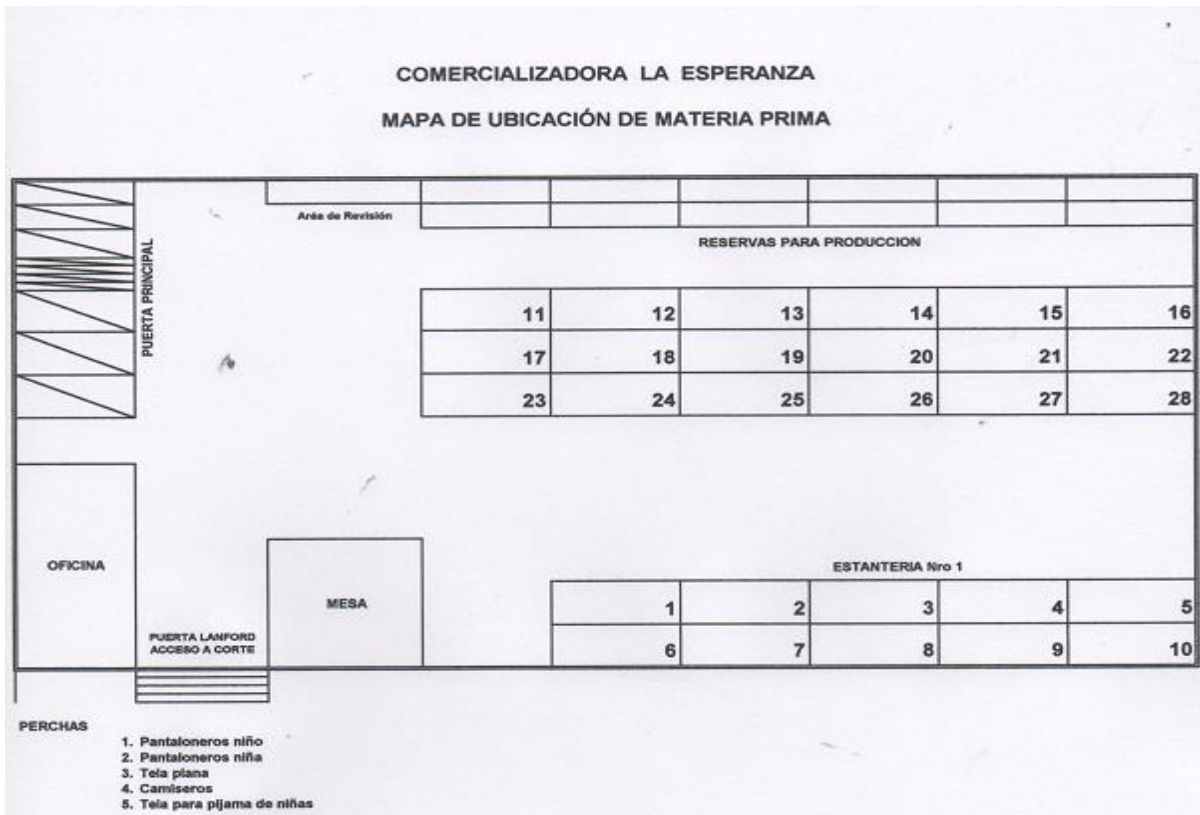 COMERCIALIZADORA LA ESPERANZA
MAPA DE UBICACIÓN DE MATERIA PRIMA
Aréa de Revisión
RESERVAS PARA PRODUCCION
PUERTA PRINCIPAL
11 12 13 14 15 16
17 18 19 20 21 22
23 24 25 26 27 28
OFICINA
MESA
PUERTA LANFORD
ACCESO A CORTE
ESTANTERIA Nro 1
1 2 3 4 5
6 7 8 9 10
PERCHAS
1. Pantaloneros niño
2. Pantaloneros niña
3. Tela plana
4. Camiseros
5. Tela para pijama de niñas